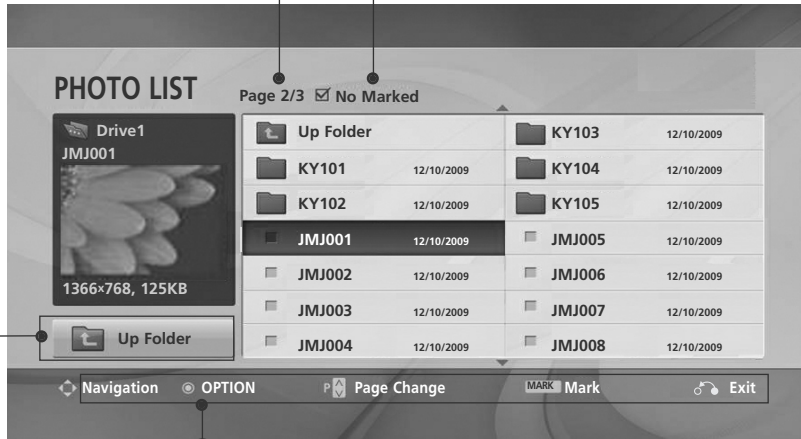 PHOTO LIST
Page 2/3 No Marked
Drive1
JMJ001
1366x768, 125KB
Up Folder
Up Folder
KY101 12/10/2009
KY102 12/10/2009
JMJ001 12/10/2009
JMJ002 12/10/2009
JMJ003 12/10/2009
JMJ004 12/10/2009
KY103 12/10/2009
KY104 12/10/2009
KY105 12/10/2009
JMJ005 12/10/2009
JMJ006 12/10/2009
JMJ007 12/10/2009
JMJ008 12/10/2009
Navigation OPTION P Page Change MARK Mark Exit